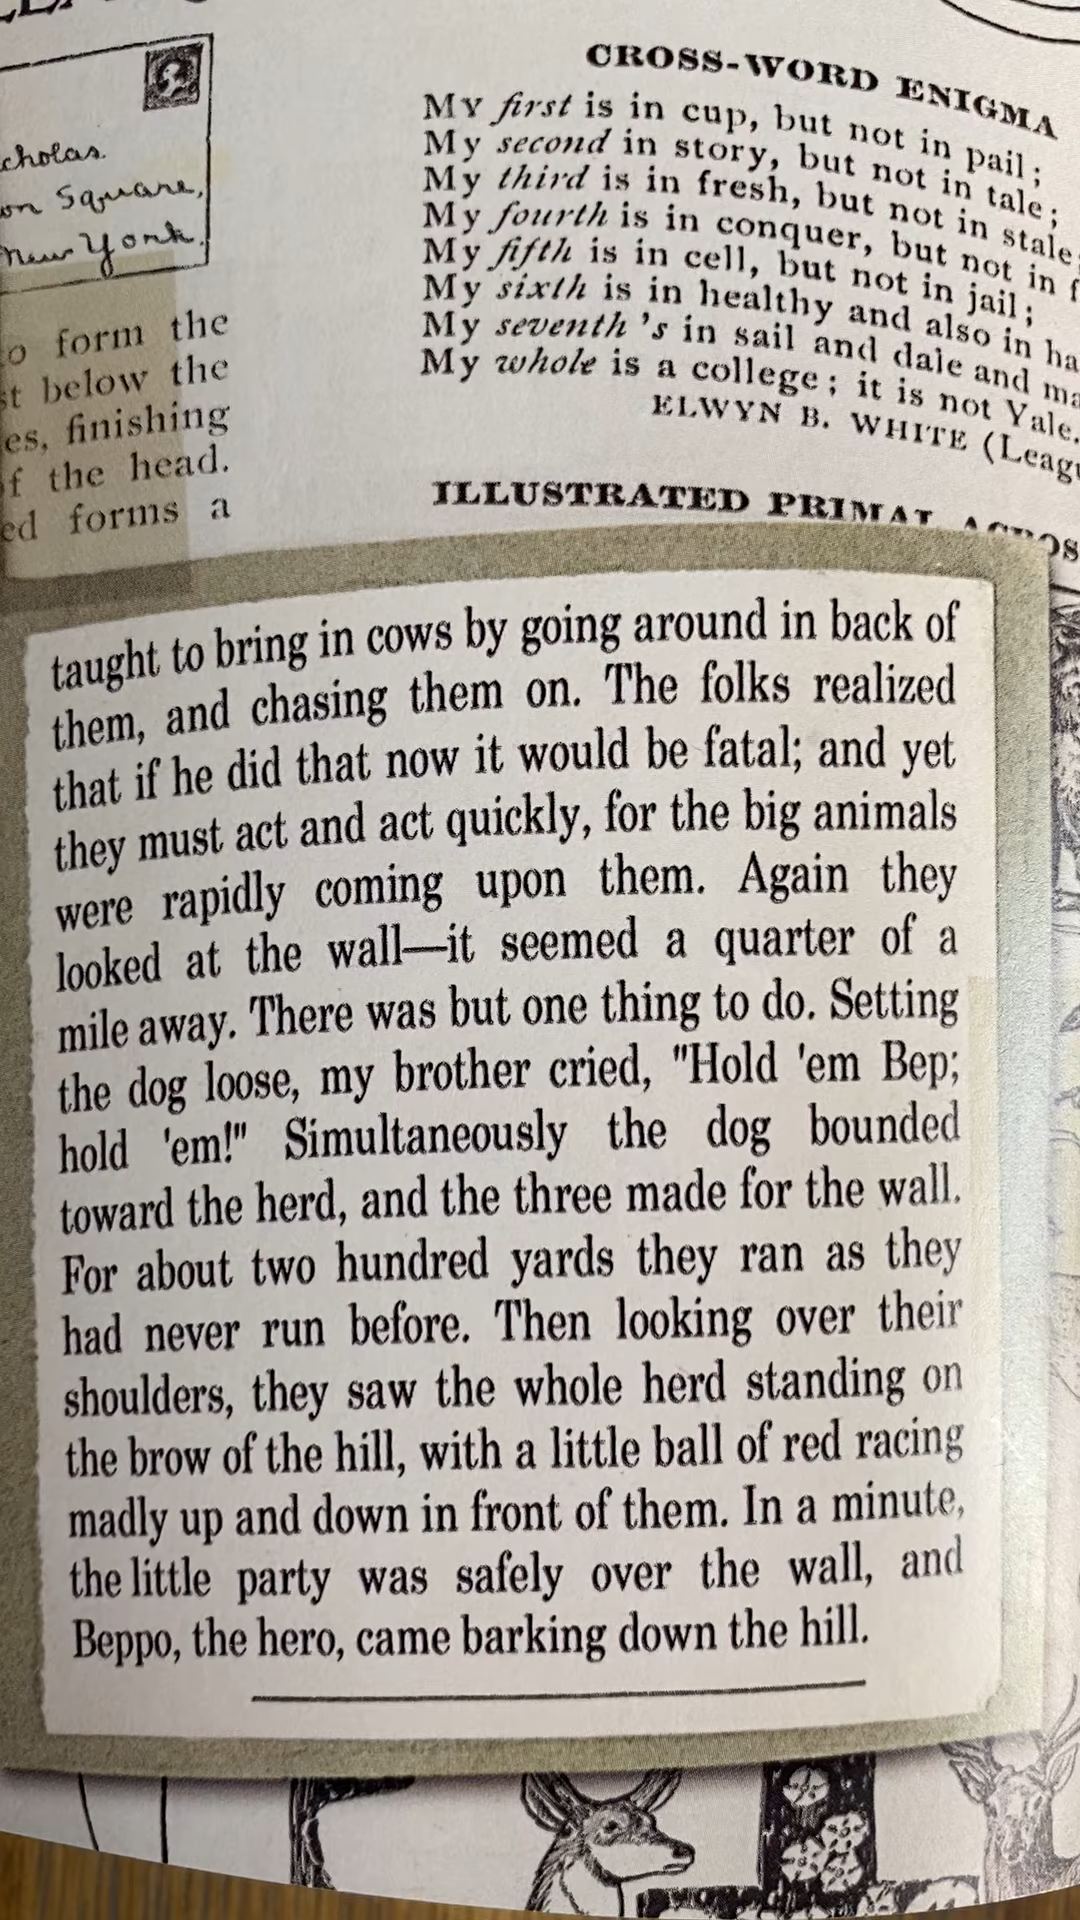 cholas
on Square,
New York.
o form the
st below the
es, finishing
of the head.
ed forms a
CROSS-WORD ENIGMA
MY first is in cup, but not in pail;
My second in story, but not in tale;
My third is in fresh, but not in stale;
My fourth is in conquer, but not in f
My fifth is in cell, but not in jail;
My sixth is in healthy and also in ha
My seventh 's in sail and dale and ma
My whole is a college; it is not Yale.
ELWYN B. WHITE (Leagu
ILLUSTRATED PRIMAL ACROS
taught to bring in cows by going around in back of
them, and chasing them on. The folks realized
that if he did that now it would be fatal; and yet
they must act and act quickly, for the big animals
were rapidly coming upon them. Again they
looked at the wall—it seemed a quarter of a
mile away. There was but one thing to do. Setting
the dog loose, my brother cried, "Hold 'em Bep;
hold 'em!" Simultaneously the dog bounded
toward the herd, and the three made for the wall.
For about two hundred yards they ran as they
had never run before. Then looking over their
shoulders, they saw the whole herd standing on
the brow of the hill, with a little ball of red racing
madly up and down in front of them. In a minute,
the little party was safely over the wall, and
Beppo, the hero, came barking down the hill.